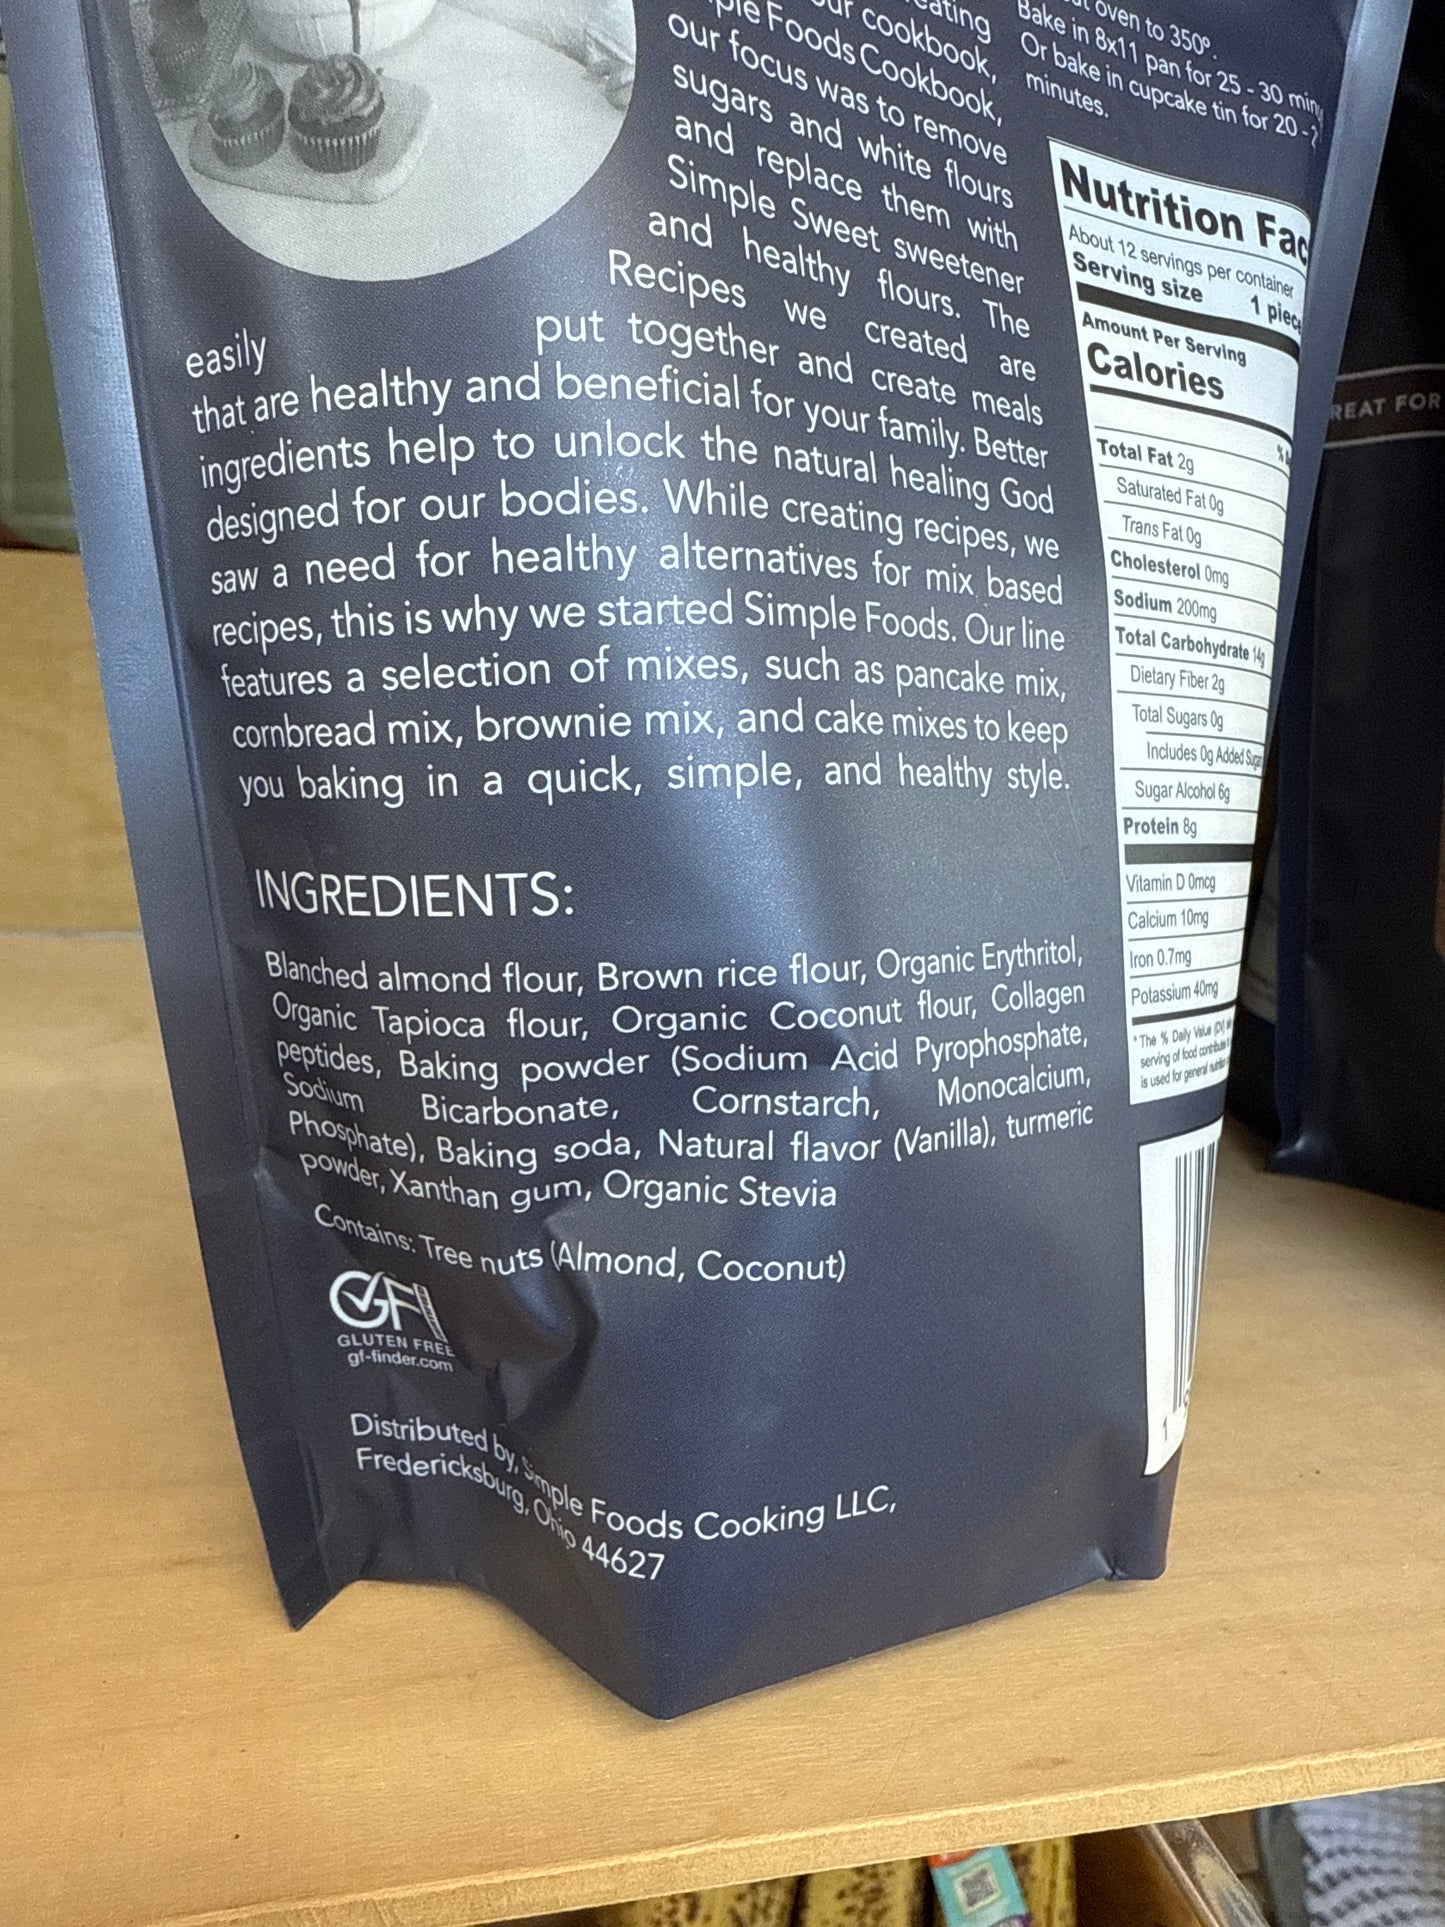 cookbook,
Foods Cookbook,
our focus was to remove
sugars and white flours
and replace them with
Simple Sweet sweetener
and healthy flours. The
Recipes we created are
easily put together and create meals
that are healthy and beneficial for your family. Better
ingredients help to unlock the natural healing God
designed for our bodies. While creating recipes, we
saw a need for healthy alternatives for mix based
recipes, this is why we started Simple Foods. Our line
features a selection of mixes, such as pancake mix,
cornbread mix, brownie mix, and cake mixes to keep
you baking in a quick, simple, and healthy style.
INGREDIENTS:
Blanched almond flour, Brown rice flour, Organic Erythritol,
Organic Tapioca flour, Organic Coconut flour, Collagen
peptides, Baking powder (Sodium Acid Pyrophosphate,
Sodium Bicarbonate, Cornstarch, Monocalcium,
Phosphate), Baking soda, Natural flavor (Vanilla), turmeric
powder, Xanthan gum, Organic Stevia
Contains: Tree nuts (Almond, Coconut)
GF
GLUTEN FREE
gf-finder.com
Distributed by, Simple Foods Cooking LLC,
Fredericksburg, Ohio 44627
oven to 350º.
Bake in 8x11 pan for 25 - 30
Or bake in cupcake tin for 20 -
minutes.
Nutrition
About 12 servings per container
Serving size 1
Amount Per Serving
Calories
Total Fat 2g
Saturated Fat 0g
Trans Fat 0g
Cholesterol 0mg
Sodium 200mg
Total Carbohydrate 14g
Dietary Fiber 2g
Total Sugars 0g
Includes 0g Added
Sugar Alcohol 6g
Protein 8g
Vitamin D 0mcg
Calcium 10mg
Iron 0.7mg
Potassium 40mg
* The % Daily Value
serving of food
is used for general
FOR